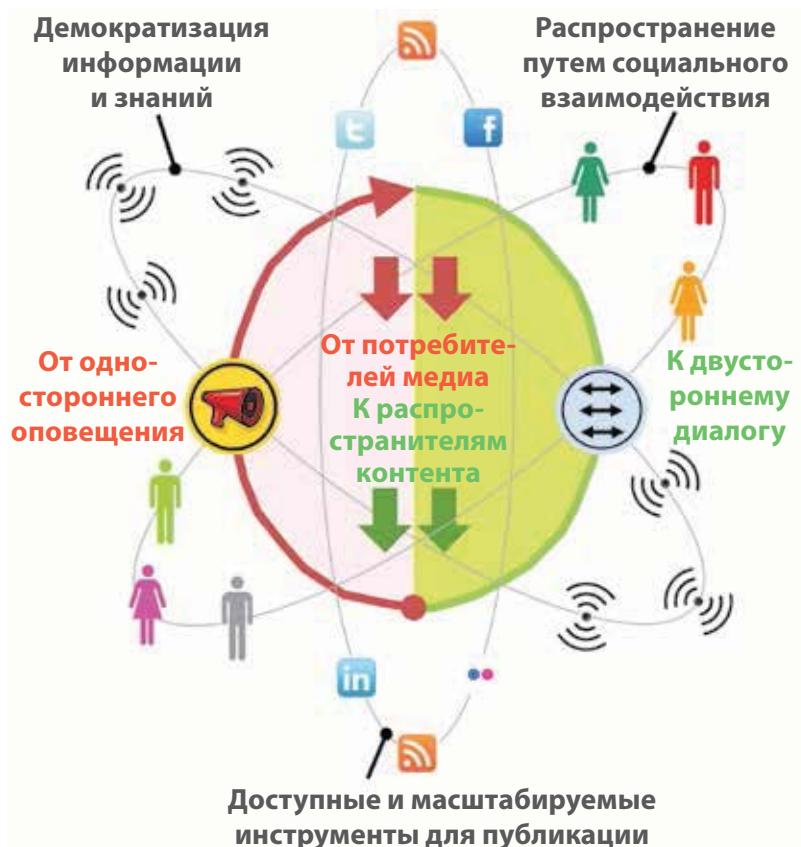 Демократизация
информации
и знаний
Распространение
путем социального
взаимодействия
t
f
От одно-
стороннего
оповещения
От потребите-
лей медиа
К распро-
странителям
контента
К двусто-
роннему
диалогу
in
Доступные и масштабируемые
инструменты для публикации